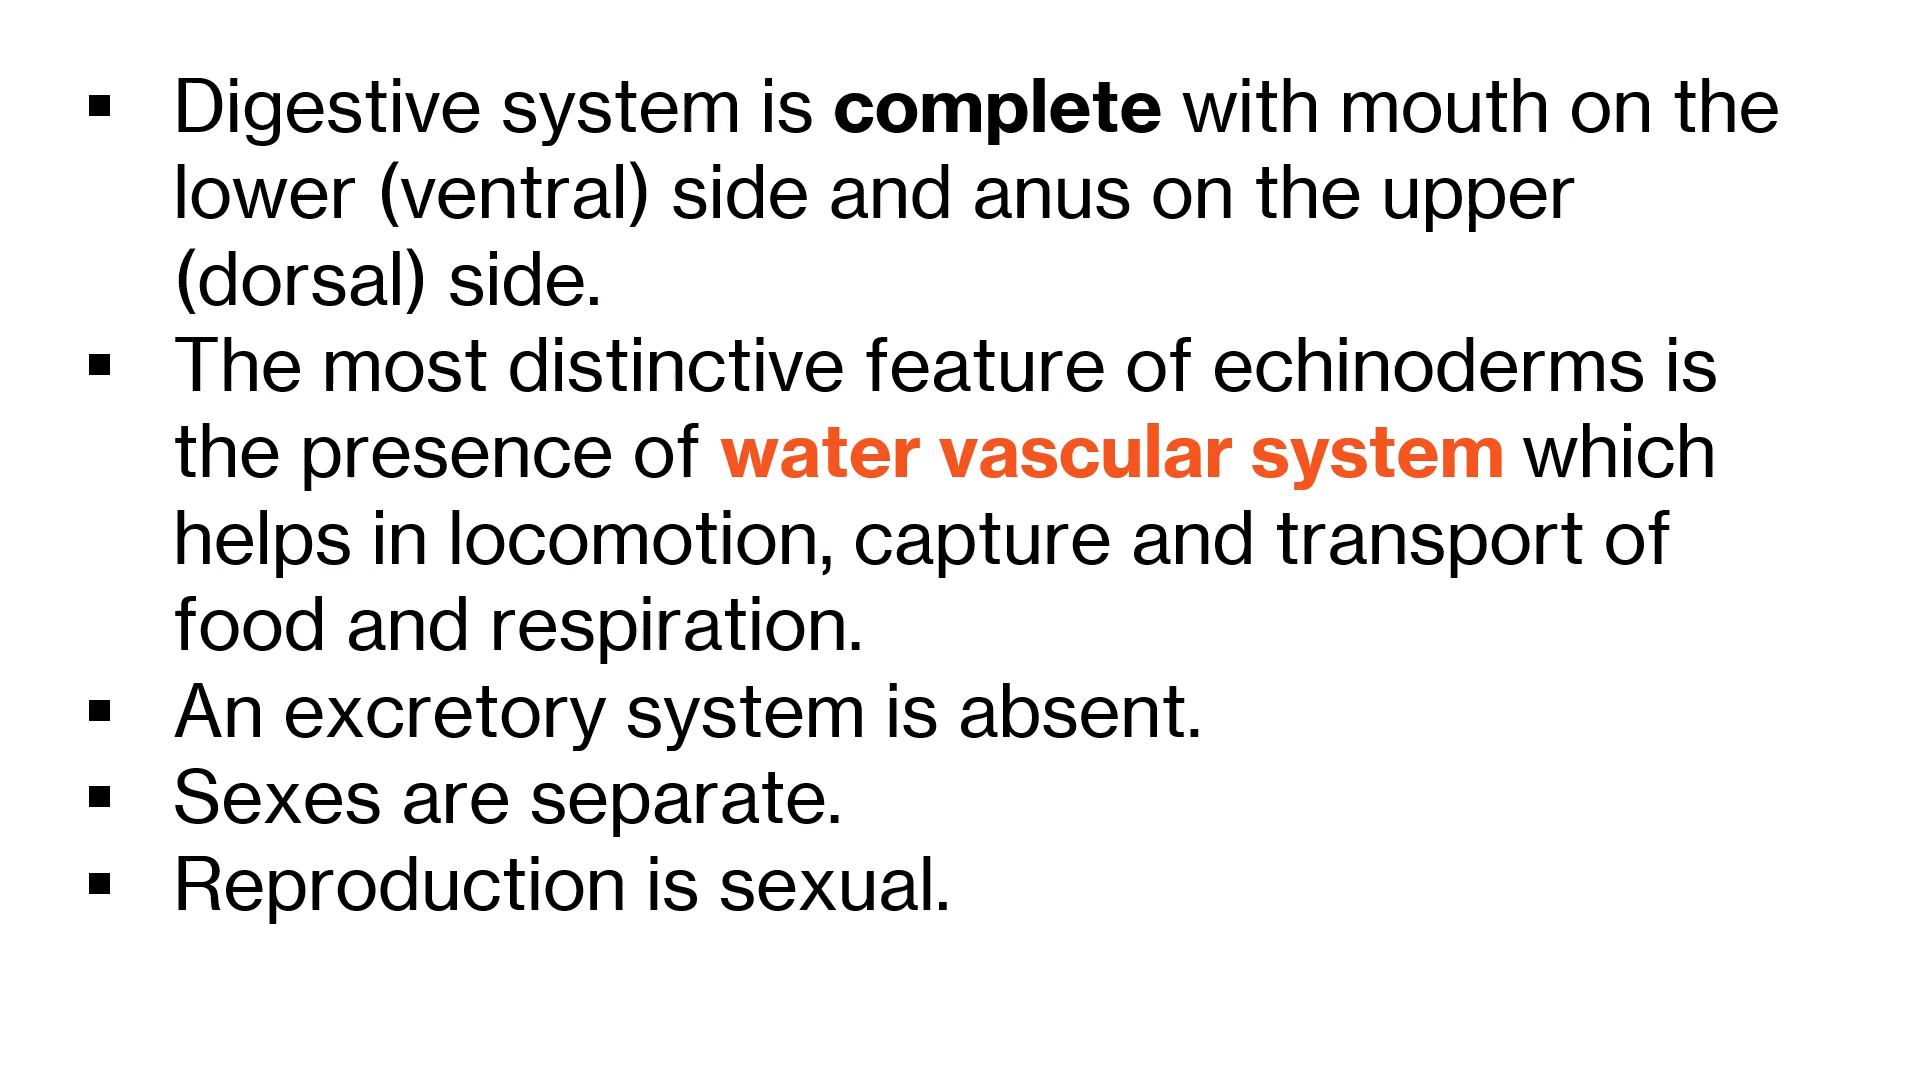 ▪ Digestive system is complete with mouth on the
lower (ventral) side and anus on the upper
(dorsal) side.
▪ The most distinctive feature of echinoderms is
the presence of water vascular system which
helps in locomotion, capture and transport of
food and respiration.
▪ An excretory system is absent.
▪ Sexes are separate.
▪ Reproduction is sexual.